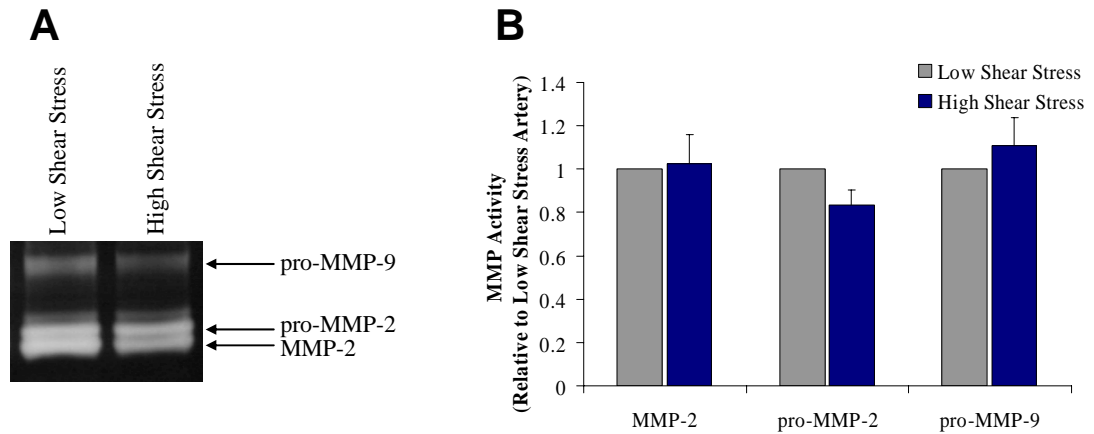 A
Low Shear Stress
High Shear Stress
pro-MMP-9
pro-MMP-2
MMP-2
B
Low Shear Stress
High Shear Stress
MMP Activity
(Relative to Low Shear Stress Artery)
1.4
1.2
1
0.8
0.6
0.4
0.2
0
MMP-2
pro-MMP-2
pro-MMP-9